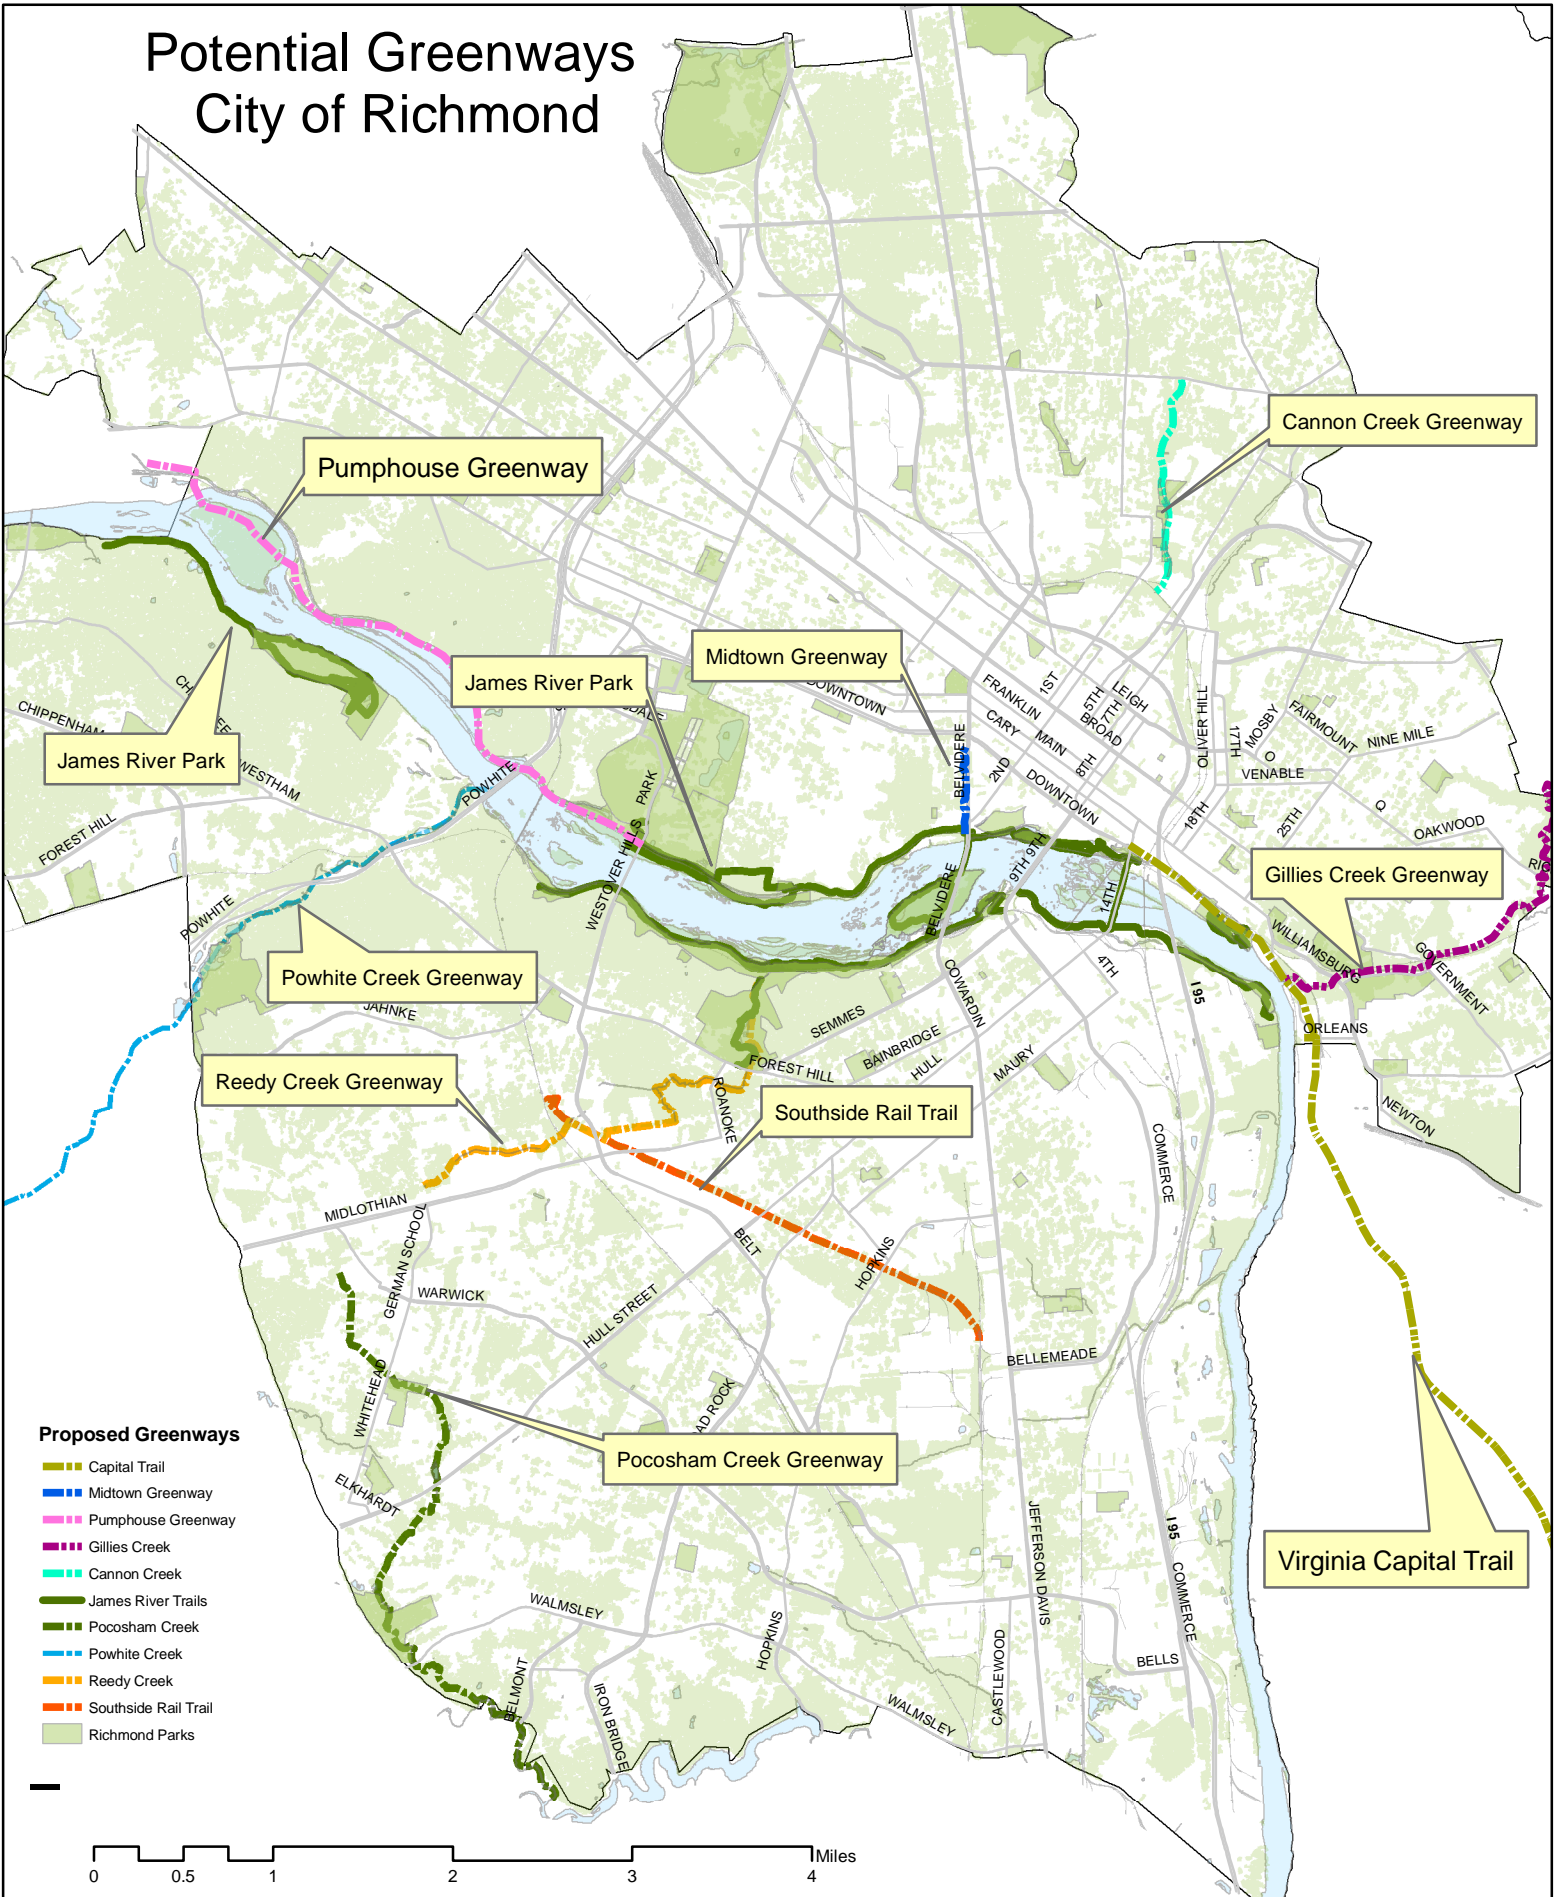 Potential Greenways
City of Richmond
Cannon Creek Greenway
Pumphouse Greenway
Midtown Greenway
James River Park
DOWNTOWN
FRANKLIN
1ST
5TH
7TH
LEIGH
BROAD
CARY
MAIN
8TH
2ND
DOWNTOWN
BELVIDERE
OLIVER HILL
17TH
MOSBY
O
FAIRMOUNT
NINE MILE
VENABLE
18TH
25TH
Q
OAKWOOD
CHIPPENHAM
James River Park
WESTHAM
FOREST HILL
POWHITE
PARK
WESTOVER HILLS
BELVIDERE
9TH
9TH
14TH
Gillies Creek Greenway
WILLIAMSBURG
GOVERNMENT
POWHITE
Powhite Creek Greenway
JAHNKE
COWARDIN
4TH
I 95
ORLEANS
SEMMES
BAINBRIDGE
HULL
MAURY
FOREST HILL
NEWTON
Reedy Creek Greenway
ROANOKE
Southside Rail Trail
COMMERCE
MIDLOTHIAN
GERMAN SCHOOL
BELT
HOPKINS
WARWICK
HULL STREET
BELLEMEADE
WHITEHEAD
Pocosham Creek Greenway
ELKHARDT
JEFFERSON DAVIS
I 95
COMMERCE
Virginia Capital Trail
WALMSLEY
HOPKINS
CASTLEWOOD
BELLS
BELMONT
IRON BRIDGE
WALMSLEY
Proposed Greenways
Capital Trail
Midtown Greenway
Pumphouse Greenway
Gillies Creek
Cannon Creek
James River Trails
Pocosham Creek
Powhite Creek
Reedy Creek
Southside Rail Trail
Richmond Parks
Miles
0 0.5 1 2 3 4